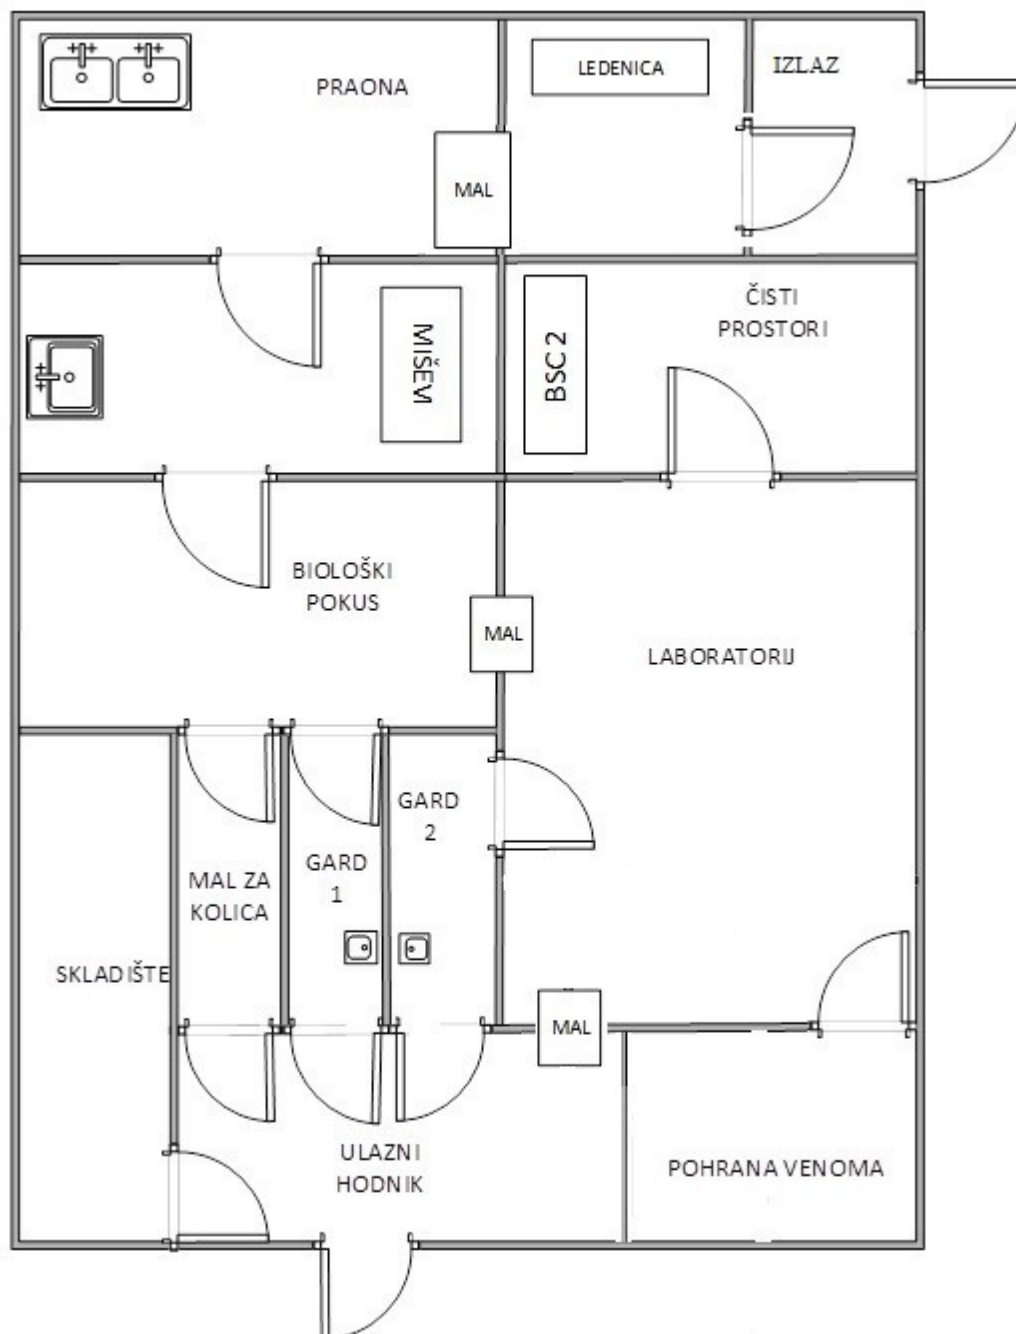 PRAONA
LEDENICA
IZLAZ
MAL
MIŠEVI
BSC 2
ČISTI
PROSTORI
BIOLOŠKI
POKUS
MAL
LABORATORIJ
GARD
2
GARD
1
MAL ZA
KOLICA
SKLADIŠTE
MAL
ULAZNI
HODNIK
POHRANA VENOMA